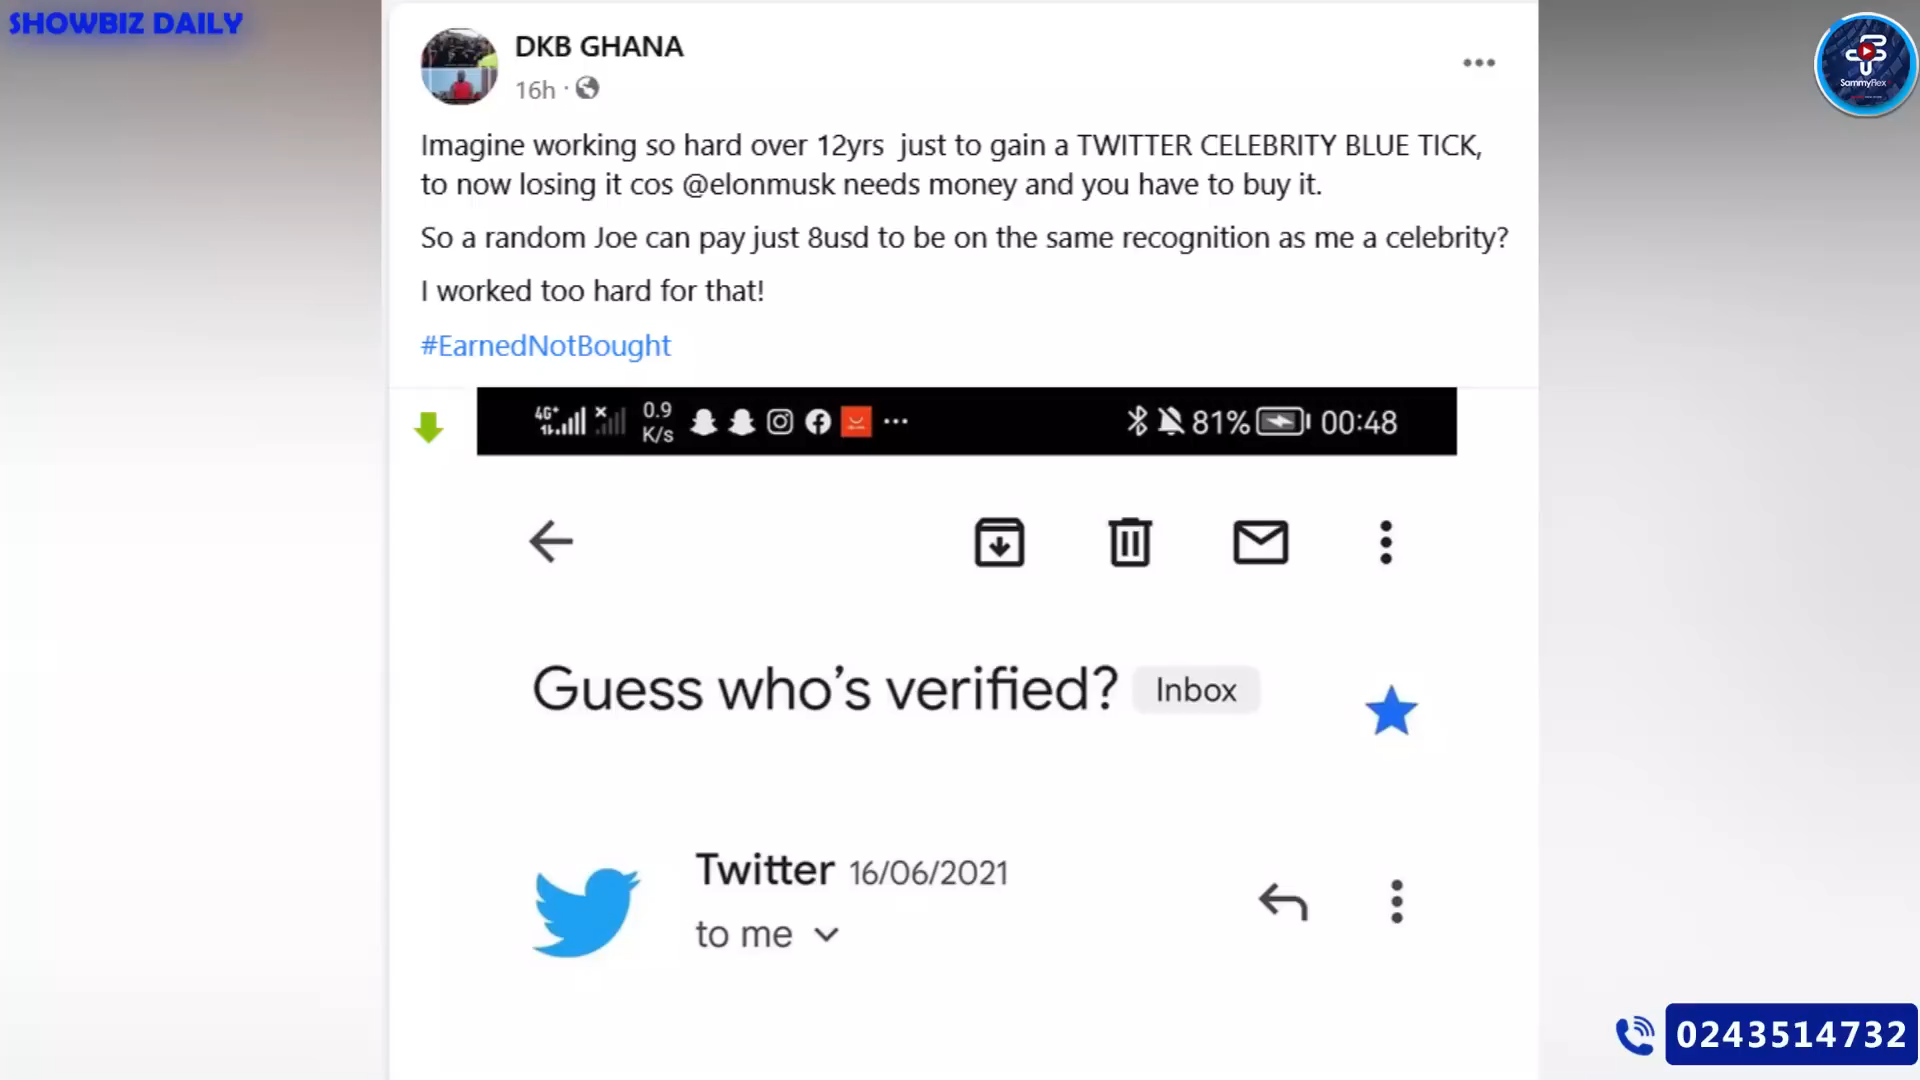 SHOWBIZ DAILY
SammyFlex
DKB GHANA
16h ·
Imagine working so hard over 12yrs just to gain a TWITTER CELEBRITY BLUE TICK,
to now losing it cos @elonmusk needs money and you have to buy it.
So a random Joe can pay just 8usd to be on the same recognition as me a celebrity?
I worked too hard for that!
#EarnedNotBought
4G+ 0.9 K/s ··· 81% 00:48
Guess who's verified? Inbox
Twitter 16/06/2021
to me
0243514732